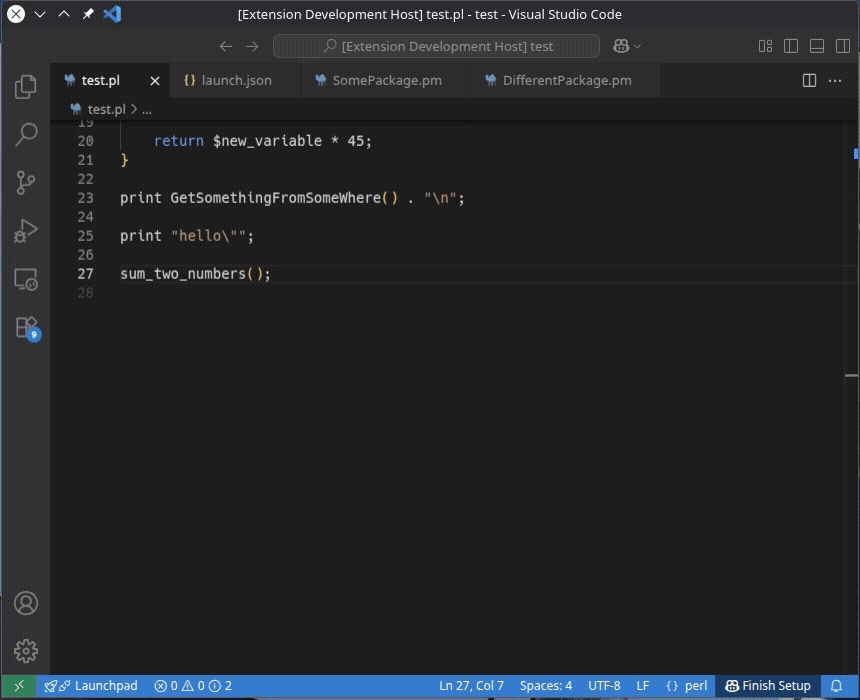 [Extension Development Host] test.pl - test - Visual Studio Code
[Extension Development Host] test
test.pl
launch.json
SomePackage.pm
DifferentPackage.pm
test.pl > ...
19
20 return $new_variable * 45;
21 }
22
23 print GetSomethingFromSomeWhere() . "\n";
24
25 print "hello\"";
26
27 sum_two_numbers();
28
9
Launchpad 0 0 2 Ln 27, Col 7 Spaces: 4 UTF-8 LF {} perl Finish Setup